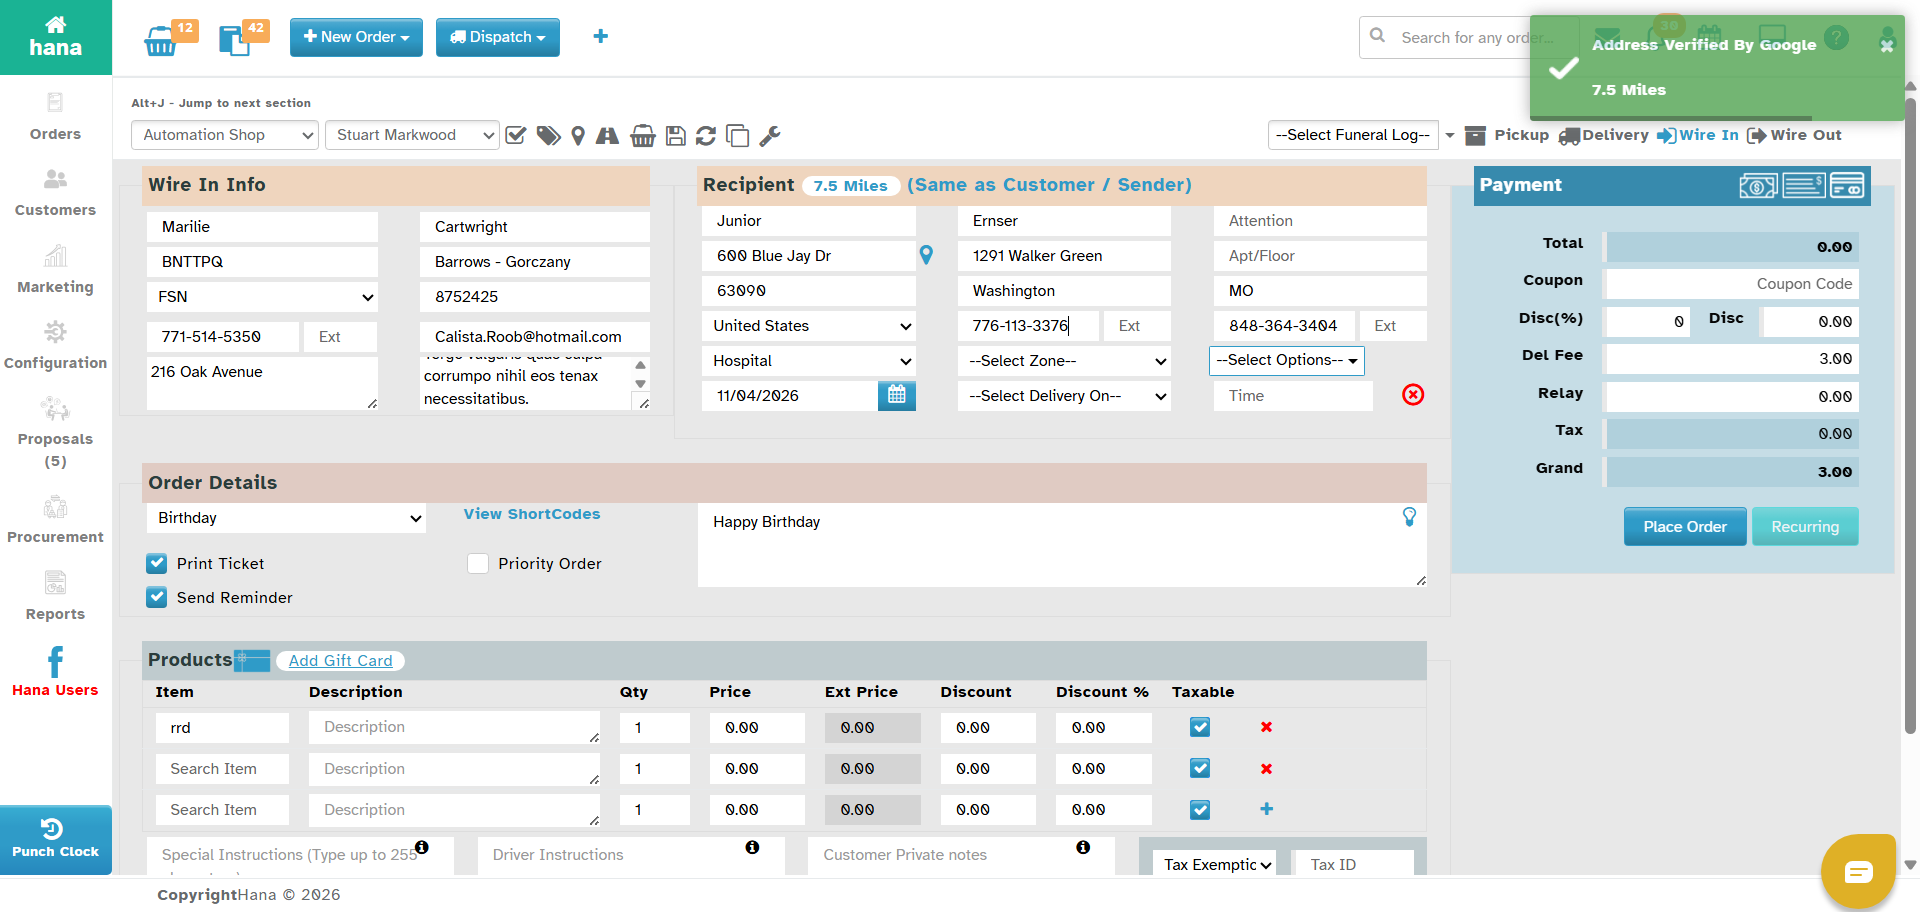 hana
12
42
New Order
Dispatch
Search for any order...
30
Address Verified By Google
7.5 Miles
Orders
Customers
Marketing
Configuration
Proposals
(5)
Procurement
Reports
Hana Users
Punch Clock
Alt+J - Jump to next section
Automation Shop
Stuart Markwood
--Select Funeral Log--
Pickup
Delivery
Wire In
Wire Out
Wire In Info
Marilie
Cartwright
BNTTPQ
Barrows - Gorczany
FSN
8752425
771-514-5350
Ext
Calista.Roob@hotmail.com
216 Oak Avenue
corrumpo nihil eos tenax
necessitatibus.
Recipient
7.5 Miles
(Same as Customer / Sender)
Junior
Ernser
Attention
600 Blue Jay Dr
1291 Walker Green
Apt/Floor
63090
Washington
MO
United States
776-113-3376
Ext
848-364-3404
Ext
Hospital
--Select Zone--
--Select Options--
11/04/2026
--Select Delivery On--
Time
Payment
Total
0.00
Coupon
Coupon Code
Disc(%)
0
Disc
0.00
Del Fee
3.00
Relay
0.00
Tax
0.00
Grand
3.00
Place Order
Recurring
Order Details
Birthday
View ShortCodes
Happy Birthday
Print Ticket
Priority Order
Send Reminder
Products
Add Gift Card
Item
Description
Qty
Price
Ext Price
Discount
Discount %
Taxable
rrd
Description
1
0.00
0.00
0.00
0.00
Search Item
Description
1
0.00
0.00
0.00
0.00
Search Item
Description
1
0.00
0.00
0.00
0.00
Special Instructions (Type up to 255
Driver Instructions
Customer Private notes
Tax Exemptic
Tax ID
CopyrightHana © 2026